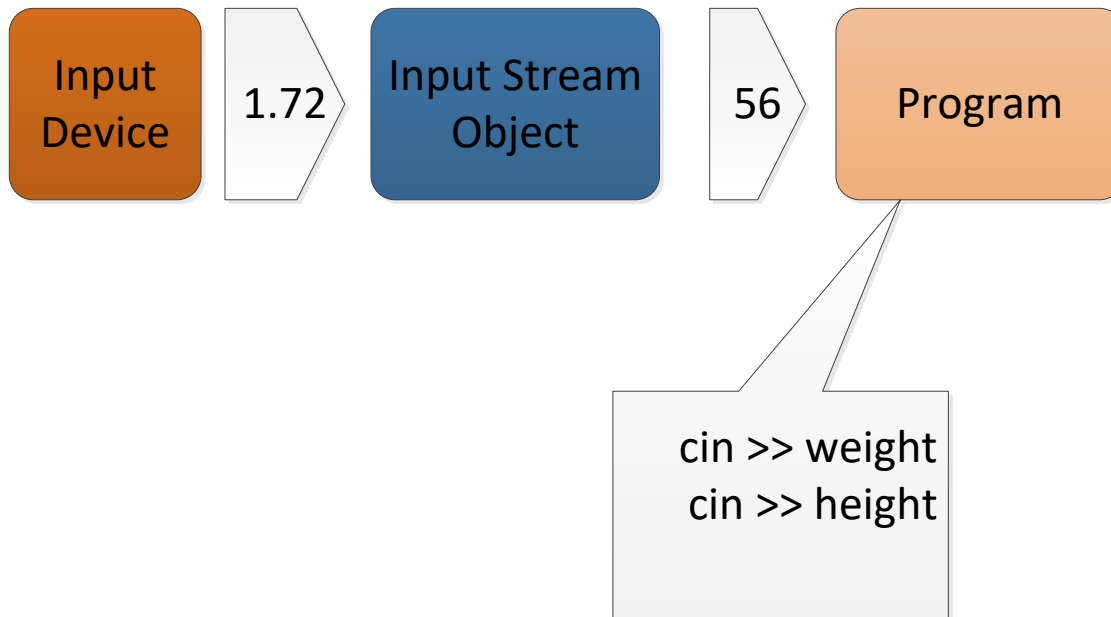 Input
Device
1.72
Input Stream
Object
56
Program
cin >> weight
cin >> height